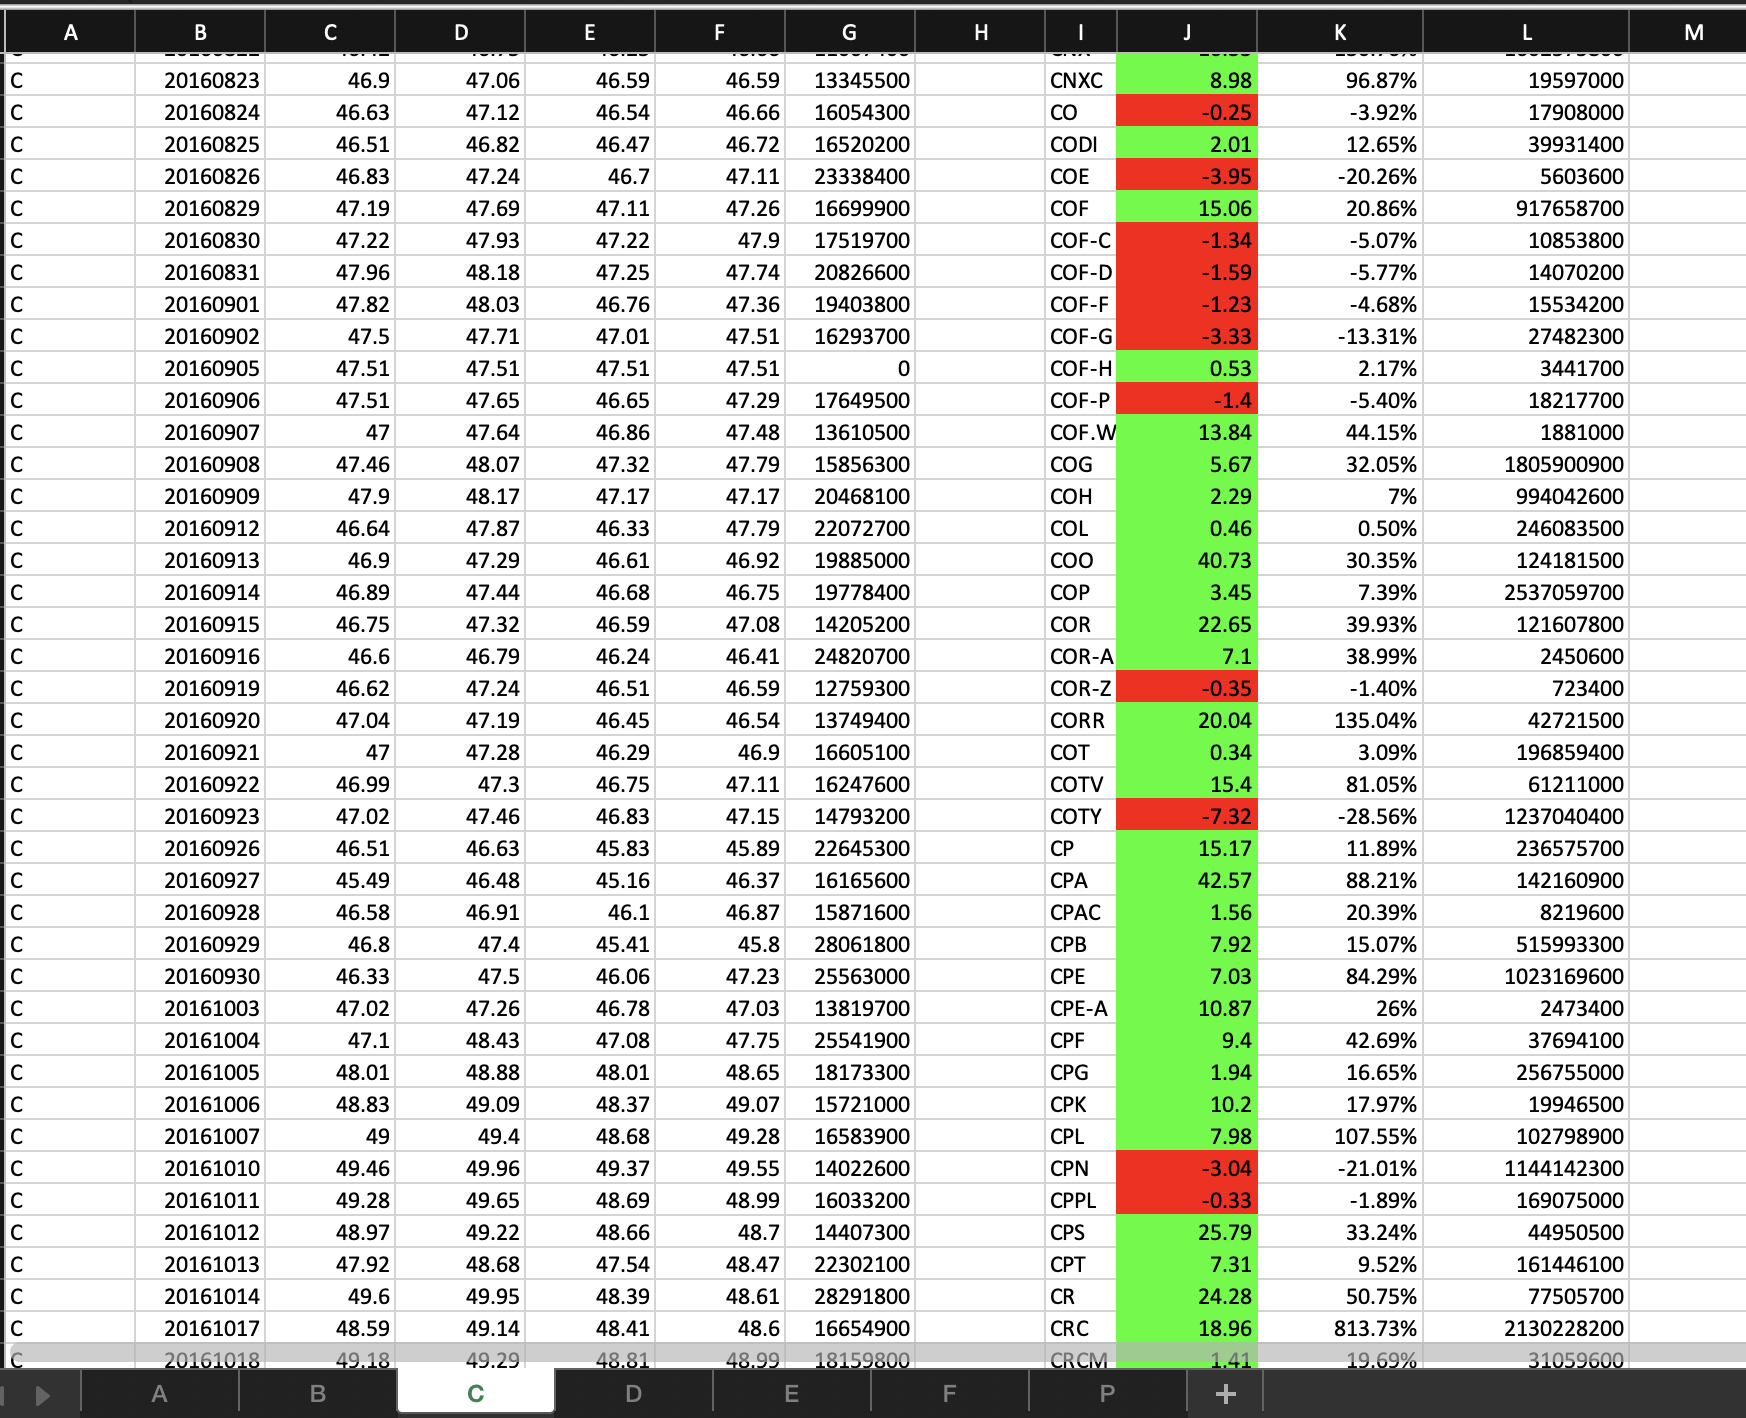 A B C D E F G H I J K L M
C 20160823 46.9 47.06 46.59 46.59 13345500 CNXC 8.98 96.87% 19597000
C 20160824 46.63 47.12 46.54 46.66 16054300 CO -0.25 -3.92% 17908000
C 20160825 46.51 46.82 46.47 46.72 16520200 CODI 2.01 12.65% 39931400
C 20160826 46.83 47.24 46.7 47.11 23338400 COE -3.95 -20.26% 5603600
C 20160829 47.19 47.69 47.11 47.26 16699900 COF 15.06 20.86% 917658700
C 20160830 47.22 47.93 47.22 47.9 17519700 COF-C -1.34 -5.07% 10853800
C 20160831 47.96 48.18 47.25 47.74 20826600 COF-D -1.59 -5.77% 14070200
C 20160901 47.82 48.03 46.76 47.36 19403800 COF-F -1.23 -4.68% 15534200
C 20160902 47.5 47.71 47.01 47.51 16293700 COF-G -3.33 -13.31% 27482300
C 20160905 47.51 47.51 47.51 47.51 0 COF-H 0.53 2.17% 3441700
C 20160906 47.51 47.65 46.65 47.29 17649500 COF-P -1.4 -5.40% 18217700
C 20160907 47 47.64 46.86 47.48 13610500 COF.W 13.84 44.15% 1881000
C 20160908 47.46 48.07 47.32 47.79 15856300 COG 5.67 32.05% 1805900900
C 20160909 47.9 48.17 47.17 47.17 20468100 COH 2.29 7% 994042600
C 20160912 46.64 47.87 46.33 47.79 22072700 COL 0.46 0.50% 246083500
C 20160913 46.9 47.29 46.61 46.92 19885000 COO 40.73 30.35% 124181500
C 20160914 46.89 47.44 46.68 46.75 19778400 COP 3.45 7.39% 2537059700
C 20160915 46.75 47.32 46.59 47.08 14205200 COR 22.65 39.93% 121607800
C 20160916 46.6 46.79 46.24 46.41 24820700 COR-A 7.1 38.99% 2450600
C 20160919 46.62 47.24 46.51 46.59 12759300 COR-Z -0.35 -1.40% 723400
C 20160920 47.04 47.19 46.45 46.54 13749400 CORR 20.04 135.04% 42721500
C 20160921 47 47.28 46.29 46.9 16605100 COT 0.34 3.09% 196859400
C 20160922 46.99 47.3 46.75 47.11 16247600 COTV 15.4 81.05% 61211000
C 20160923 47.02 47.46 46.83 47.15 14793200 COTY -7.32 -28.56% 1237040400
C 20160926 46.51 46.63 45.83 45.89 22645300 CP 15.17 11.89% 236575700
C 20160927 45.49 46.48 45.16 46.37 16165600 CPA 42.57 88.21% 142160900
C 20160928 46.58 46.91 46.1 46.87 15871600 CPAC 1.56 20.39% 8219600
C 20160929 46.8 47.4 45.41 45.8 28061800 CPB 7.92 15.07% 515993300
C 20160930 46.33 47.5 46.06 47.23 25563000 CPE 7.03 84.29% 1023169600
C 20161003 47.02 47.26 46.78 47.03 13819700 CPE-A 10.87 26% 2473400
C 20161004 47.1 48.43 47.08 47.75 25541900 CPF 9.4 42.69% 37694100
C 20161005 48.01 48.88 48.01 48.65 18173300 CPG 1.94 16.65% 256755000
C 20161006 48.83 49.09 48.37 49.07 15721000 CPK 10.2 17.97% 19946500
C 20161007 49 49.4 48.68 49.28 16583900 CPL 7.98 107.55% 102798900
C 20161010 49.46 49.96 49.37 49.55 14022600 CPN -3.04 -21.01% 1144142300
C 20161011 49.28 49.65 48.69 48.99 16033200 CPPL -0.33 -1.89% 169075000
C 20161012 48.97 49.22 48.66 48.7 14407300 CPS 25.79 33.24% 44950500
C 20161013 47.92 48.68 47.54 48.47 22302100 CPT 7.31 9.52% 161446100
C 20161014 49.6 49.95 48.39 48.61 28291800 CR 24.28 50.75% 77505700
C 20161017 48.59 49.14 48.41 48.6 16654900 CRC 18.96 813.73% 2130228200
C 20161018 49.18 49.29 48.81 48.99 18159800 CRCM 1.41 19.69% 31059600
A B C D E F P +